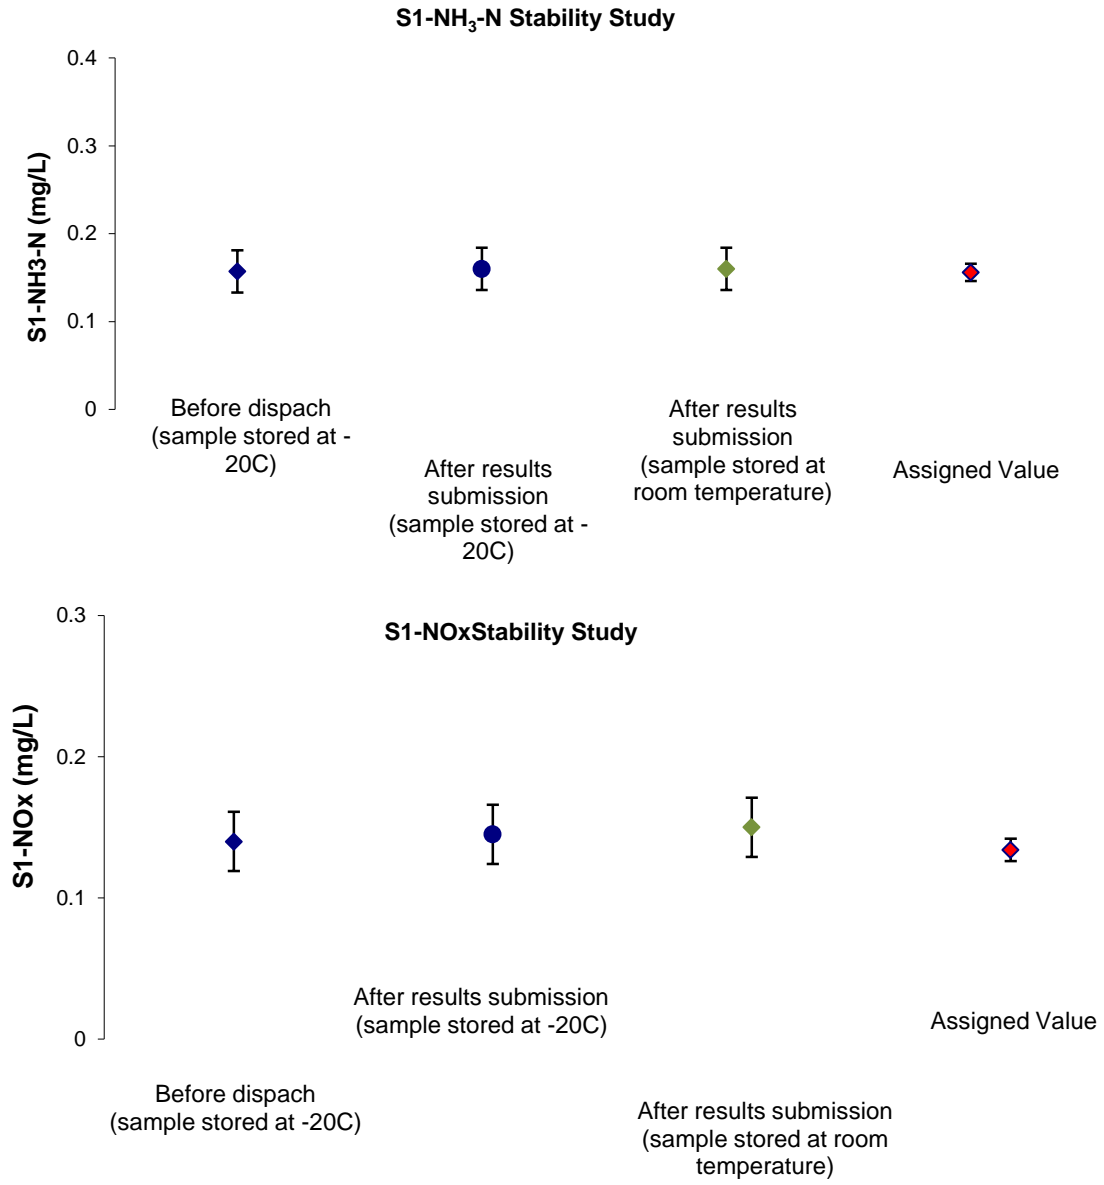 S1-NH3-N Stability Study
0.4
0.3
0.2
0.1
0
S1-NH3-N (mg/L)
Before dispach
(sample stored at -
20C)
After results
submission
(sample stored at -
20C)
After results
submission
(sample stored at
room temperature)
Assigned Value
S1-NOxStability Study
0.3
0.2
0.1
0
S1-NOx (mg/L)
Before dispach
(sample stored at -20C)
After results submission
(sample stored at -20C)
After results submission
(sample stored at room
temperature)
Assigned Value